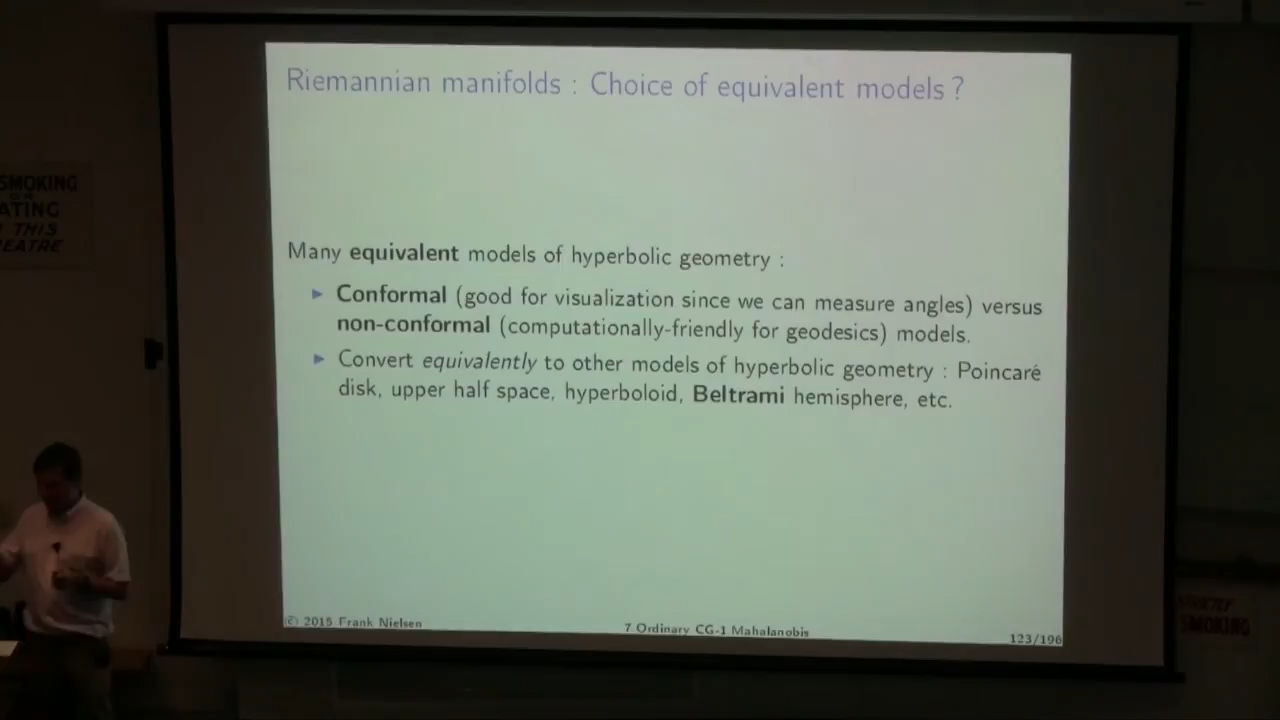 Riemannian manifolds : Choice of equivalent models ?
Many equivalent models of hyperbolic geometry :
Conformal (good for visualization since we can measure angles) versus
non-conformal (computationally-friendly for geodesics) models.
Convert equivalently to other models of hyperbolic geometry : Poincaré
disk, upper half space, hyperboloid, Beltrami hemisphere, etc.
© 2015 Frank Nielsen
7 Ordinary CG-1 Mahalanobis
123/196
SMOKING
THIS
STRICTLY
SMOKING